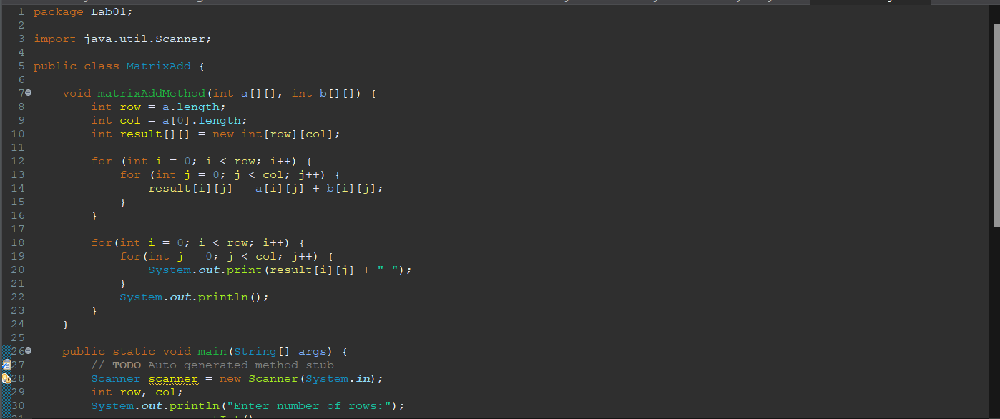 1 package Lab01;
2
3 import java.util.Scanner;
4
5 public class MatrixAdd {
6
7 void matrixAddMethod(int a[][], int b[][]) {
8 int row = a.length;
9 int col = a[0].length;
10 int result[][] = new int[row][col];
11
12 for (int i = 0; i < row; i++) {
13 for (int j = 0; j < col; j++) {
14 result[i][j] = a[i][j] + b[i][j];
15 }
16 }
17
18 for(int i = 0; i < row; i++) {
19 for(int j = 0; j < col; j++) {
20 System.out.print(result[i][j] + " ");
21 }
22 System.out.println();
23 }
24 }
25
26 public static void main(String[] args) {
27 // TODO Auto-generated method stub
28 Scanner scanner = new Scanner(System.in);
29 int row, col;
30 System.out.println("Enter number of rows:");